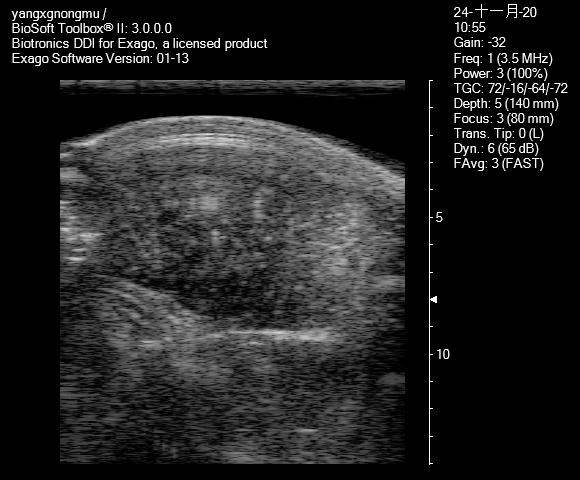 yangxgnongmu /
BioSoft Toolbox® II: 3.0.0.0
Biotronics DDI for Exago, a licensed product
Exago Software Version: 01-13
24-十一月-20
10:55
Gain: -32
Freq: 1 (3.5 MHz)
Power: 3 (100%)
TGC: 72/-16/-64/-72
Depth: 5 (140 mm)
Focus: 3 (80 mm)
Trans. Tip: 0 (L)
Dyn.: 6 (65 dB)
FAvg: 3 (FAST)
5
10